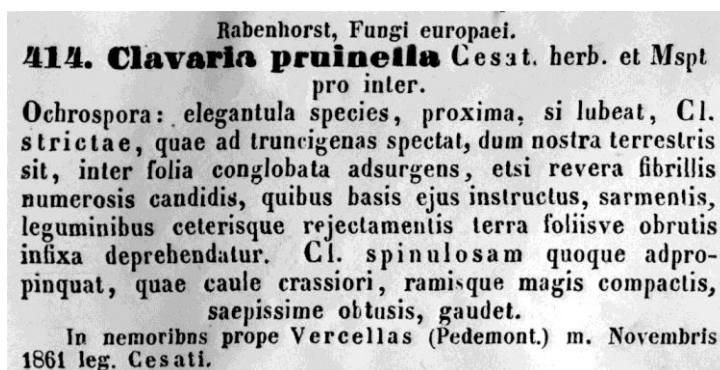 Rabenhorst, Fungi europaei.
414. Clavaria pruinella Cesat. herb. et Mspt
pro inter.
Ochrospora: elegantula species, proxima, si lubeat, Cl.
strictae, quae ad truncigenas spectat, dum nostra terrestris
sit, inter folia conglobata adsurgens, etsi revera fibrillis
numerosis candidis, quibus basis ejus instructus, sarmentis,
leguminibus ceterisque rejectamentis terra foliisve obrutis
infixa deprehendatur. Cl. spinulosam quoque adpro-
pinquat, quae caule crassiori, ramisque magis compactis,
saepissime obtusis, gaudet.
In nemoribns prope Vercellas (Pedemont.) m. Novembris
1861 leg. Cesati.